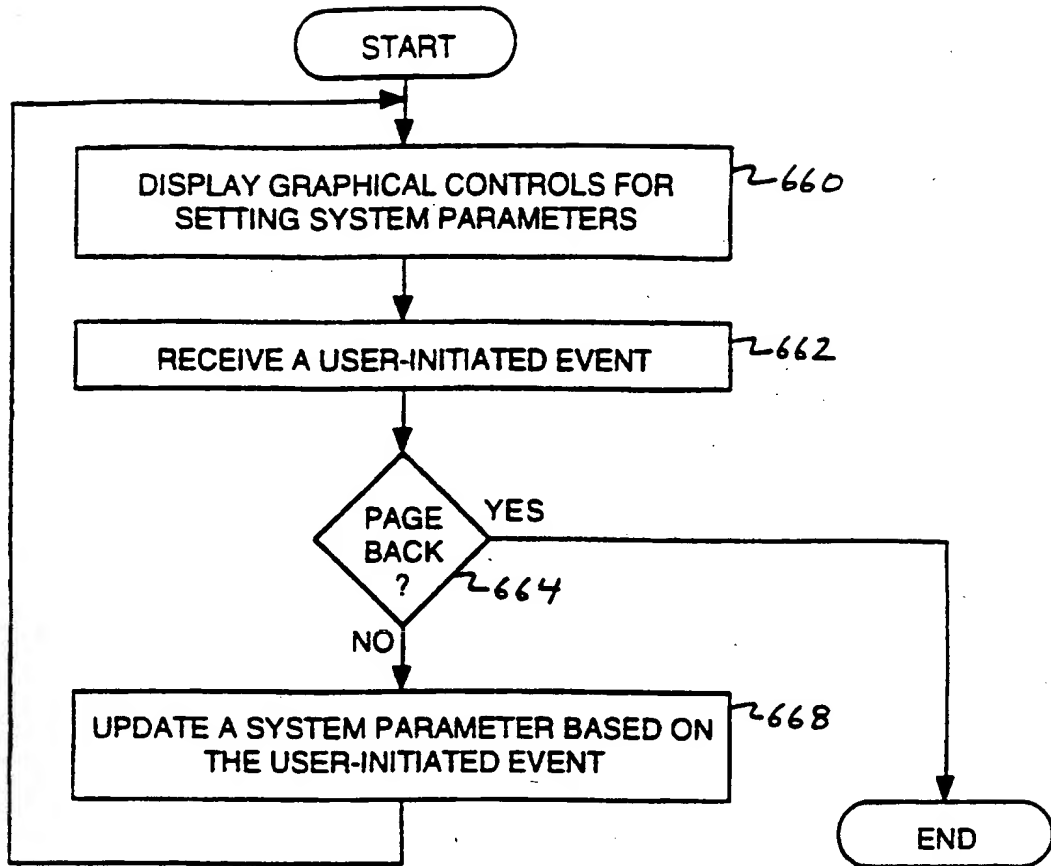 START
DISPLAY GRAPHICAL CONTROLS FOR
SETTING SYSTEM PARAMETERS
660
RECEIVE A USER-INITIATED EVENT
662
PAGE
BACK
?
YES
664
NO
UPDATE A SYSTEM PARAMETER BASED ON
THE USER-INITIATED EVENT
668
END